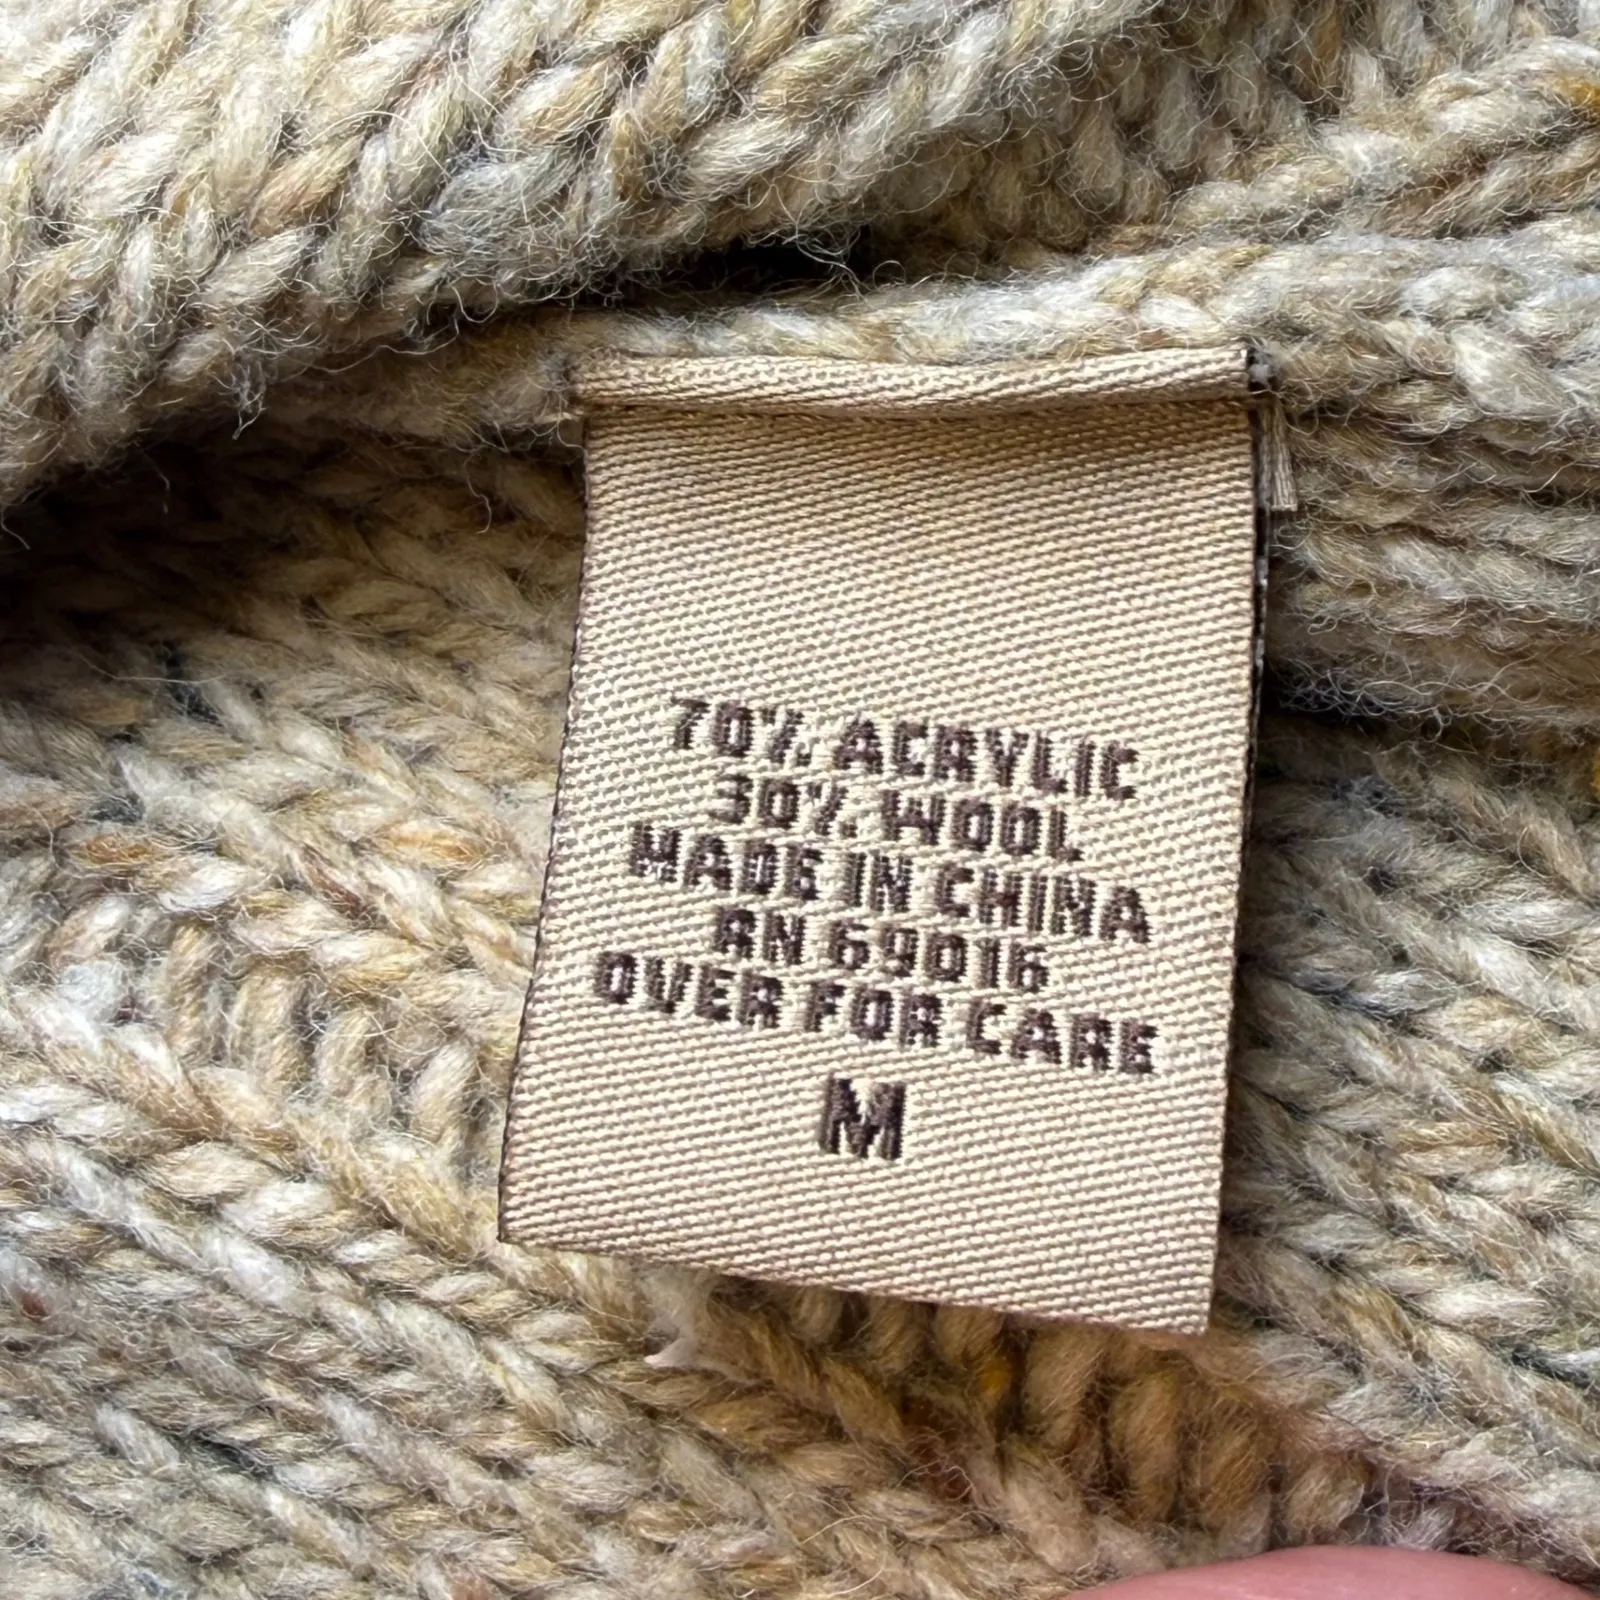 70% ACRYLIC
30% WOOL
MADE IN CHINA
RN 69016
OVER FOR CARE
M